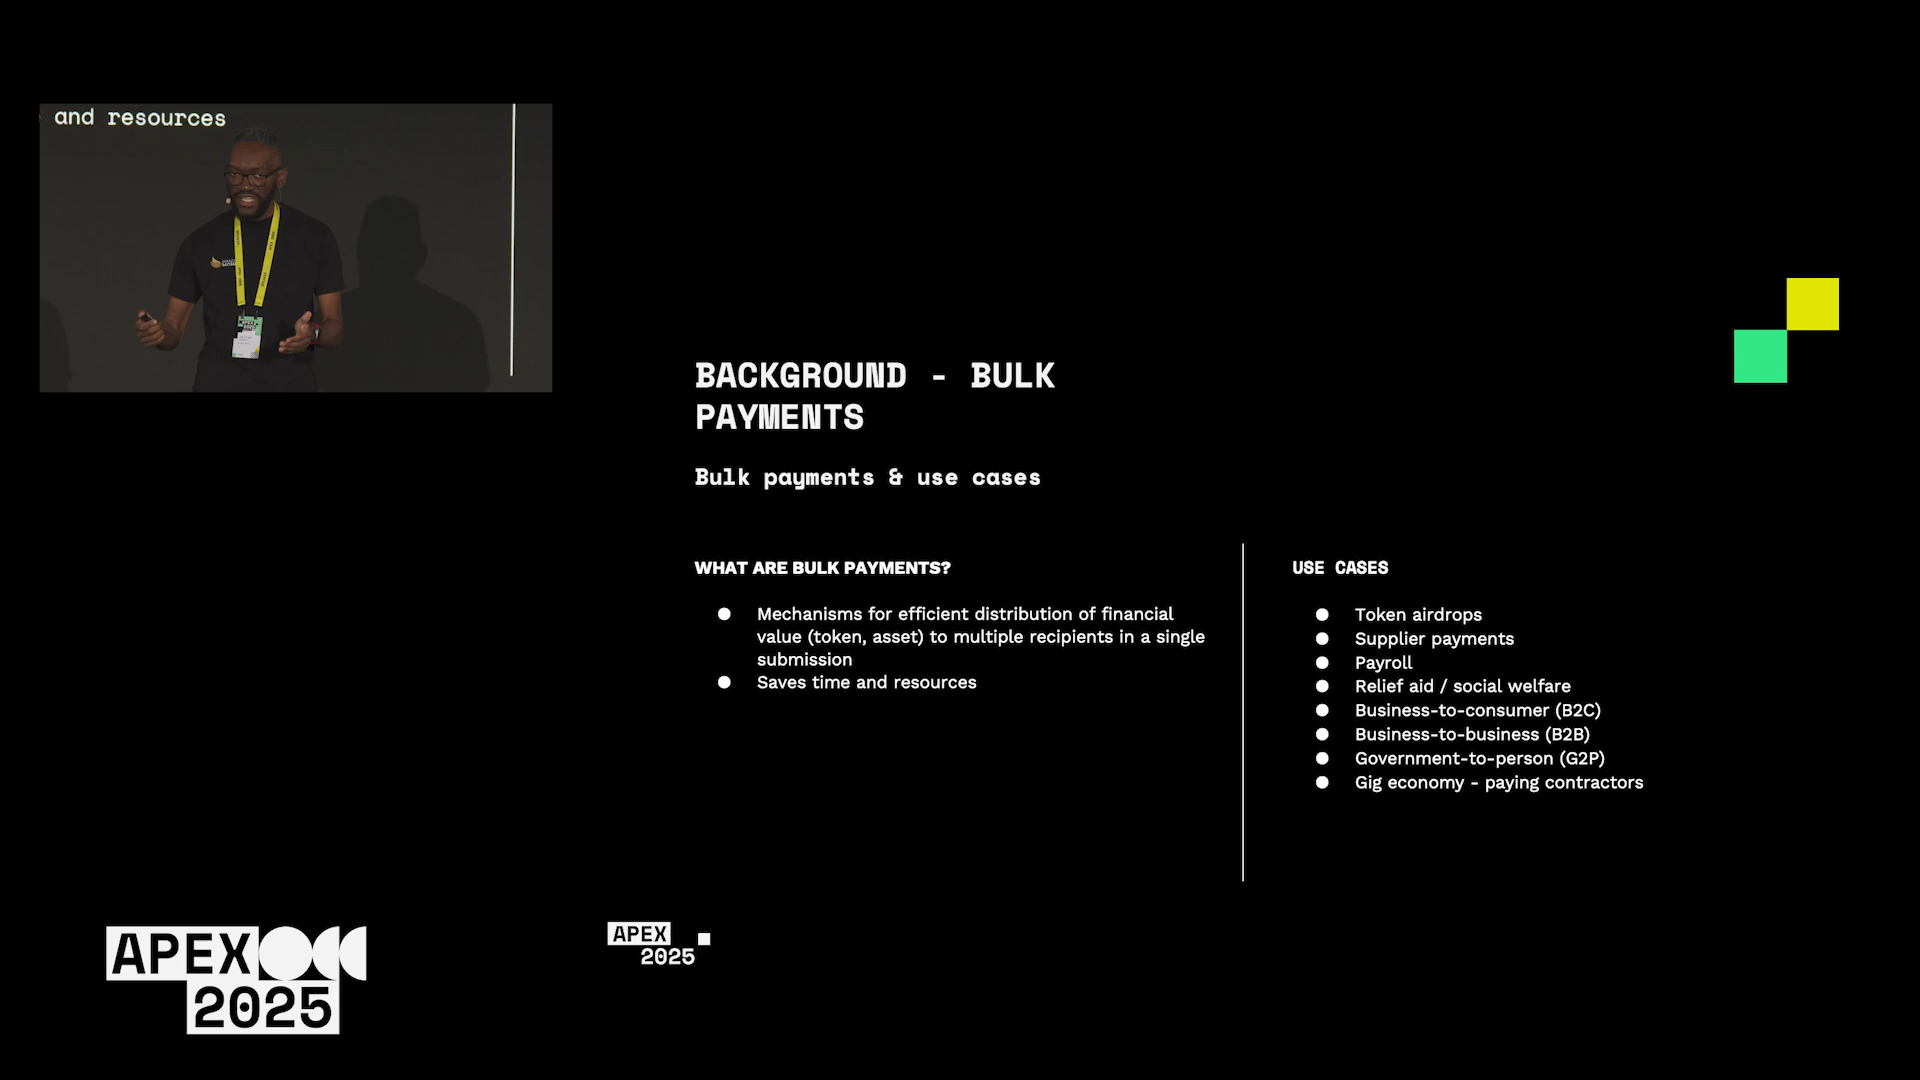 and resources
BACKGROUND - BULK
PAYMENTS
Bulk payments & use cases
WHAT ARE BULK PAYMENTS?
● Mechanisms for efficient distribution of financial
value (token, asset) to multiple recipients in a single
submission
● Saves time and resources
USE CASES
● Token airdrops
● Supplier payments
● Payroll
● Relief aid / social welfare
● Business-to-consumer (B2C)
● Business-to-business (B2B)
● Government-to-person (G2P)
● Gig economy - paying contractors
APEX
2025
APEX
2025